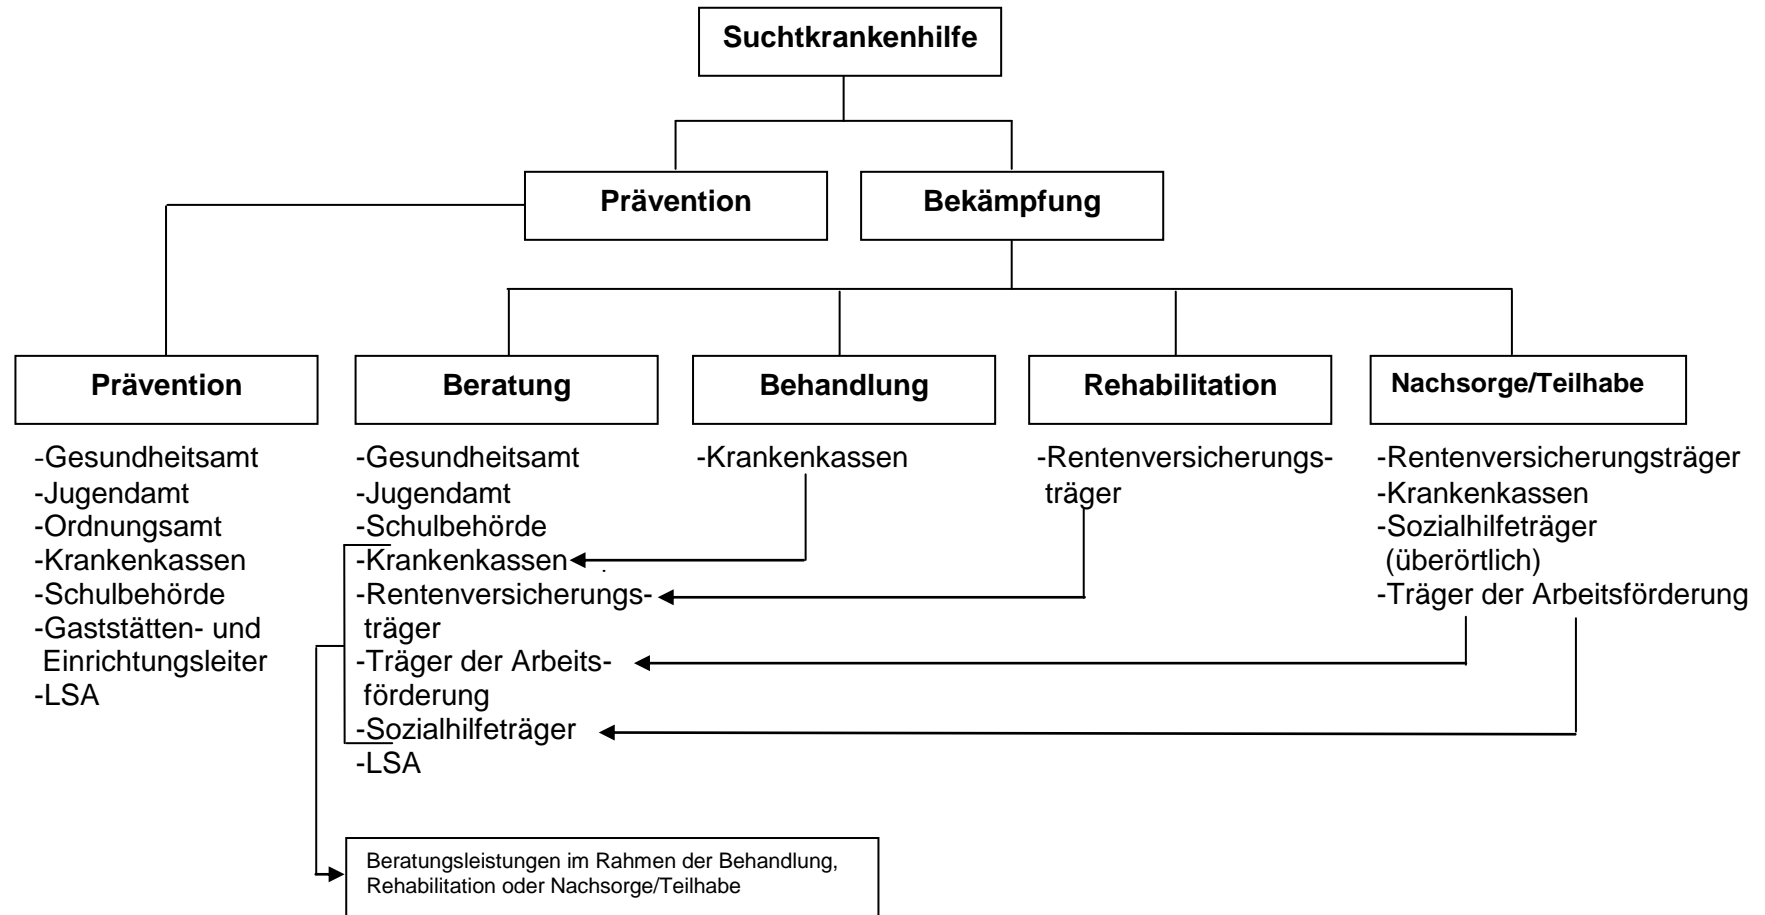 Suchtkrankenhilfe
Prävention
Bekämpfung
Prävention
Beratung
Behandlung
Rehabilitation
Nachsorge/Teilhabe
-Gesundheitsamt
-Jugendamt
-Ordnungsamt
-Krankenkassen
-Schulbehörde
-Gaststätten- und
Einrichtungsleiter
-LSA
-Gesundheitsamt
-Jugendamt
-Schulbehörde
-Krankenkassen
-Rentenversicherungs-
träger
-Träger der Arbeits-
förderung
-Sozialhilfeträger
-LSA
-Krankenkassen
-Rentenversicherungs-
träger
-Rentenversicherungsträger
-Krankenkassen
-Sozialhilfeträger
(überörtlich)
-Träger der Arbeitsförderung
Beratungsleistungen im Rahmen der Behandlung,
Rehabilitation oder Nachsorge/Teilhabe